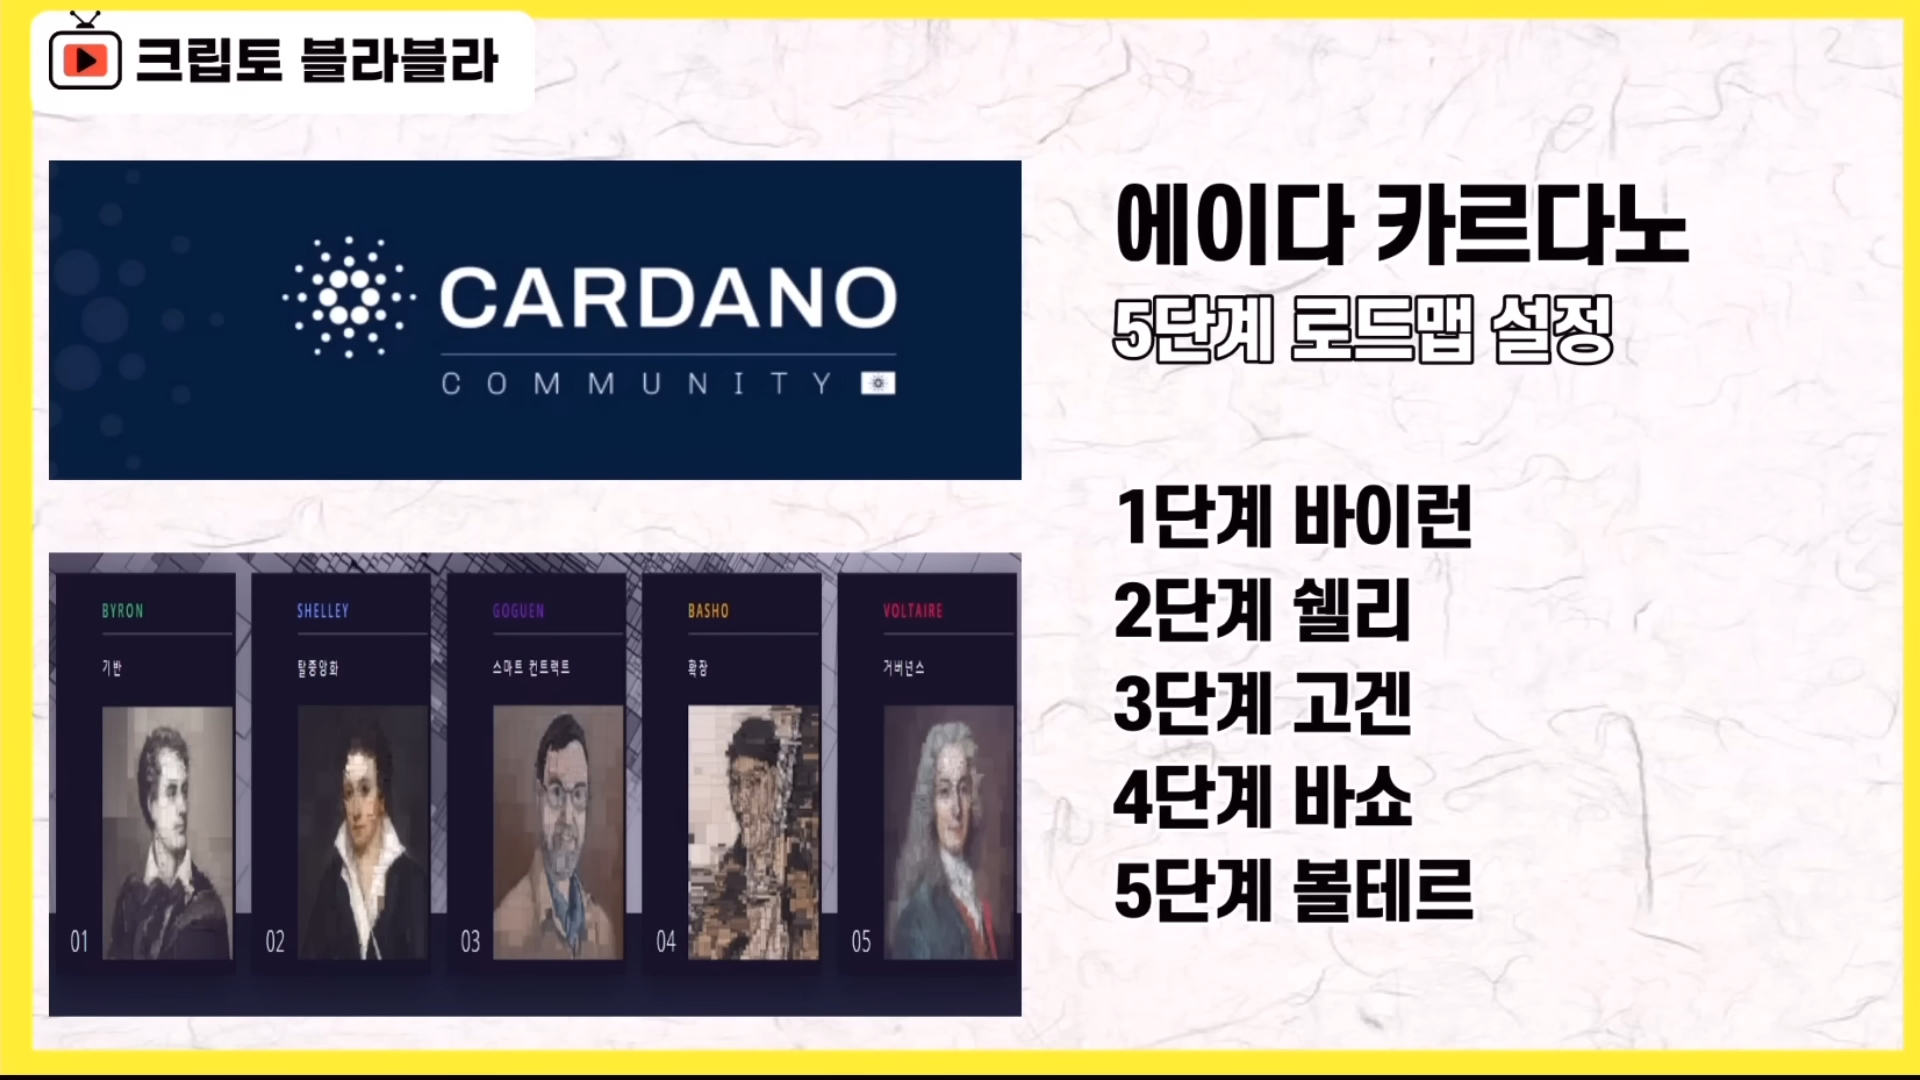 크립토 블라블라
CARDANO
COMMUNITY
에이다 카르다노
5단계 로드맵 설정
1단계 바이런
2단계 쉘리
3단계 고겐
4단계 바쇼
5단계 볼테르
BYRON
기반
01
SHELLEY
탈중앙화
02
GOGUEN
스마트 컨트랙트
03
BASHO
확장
04
VOLTAIRE
거버넌스
05